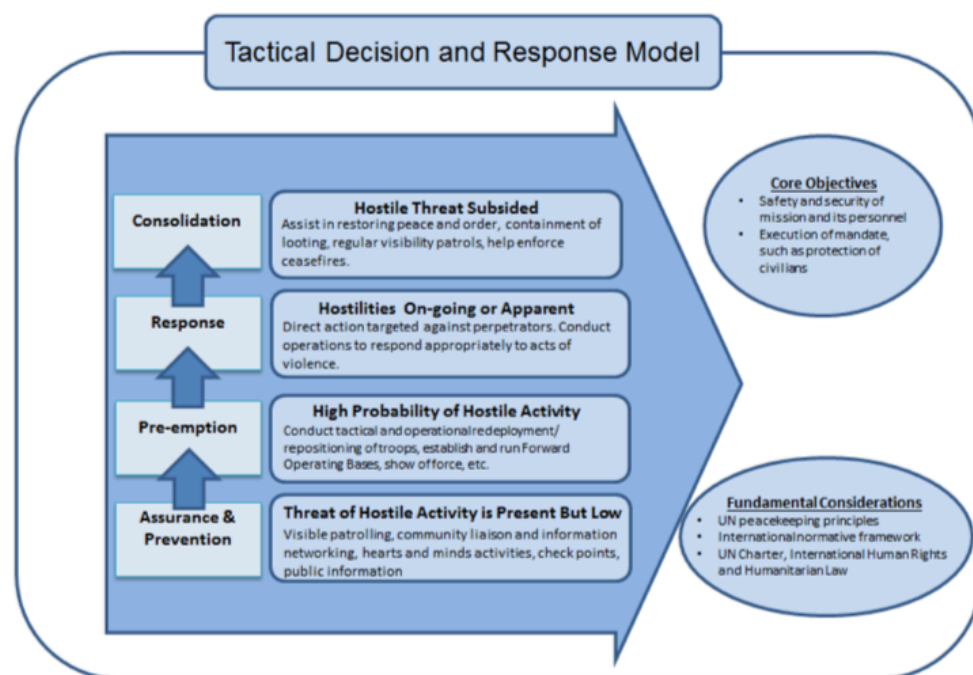 Tactical Decision and Response Model
Consolidation
Hostile Threat Subsided
Assist in restoring peace and order, containment of
looting, regular visibility patrols, help enforce
ceasefires.
Response
Hostilities On-going or Apparent
Direct action targeted against perpetrators. Conduct
operations to respond appropriately to acts of
violence.
Pre-emption
High Probability of Hostile Activity
Conduct tactical and operational redeployment/
repositioning of troops, establish and run Forward
Operating Bases, show of force, etc.
Assurance &
Prevention
Threat of Hostile Activity is Present But Low
Visible patrolling, community liaison and information
networking, hearts and minds activities, check points,
public information
Core Objectives
• Safety and security of
mission and its personnel
• Execution of mandate,
such as protection of
civilians
Fundamental Considerations
• UN peacekeeping principles
• International normative framework
• UN Charter, International Human Rights
and Humanitarian Law